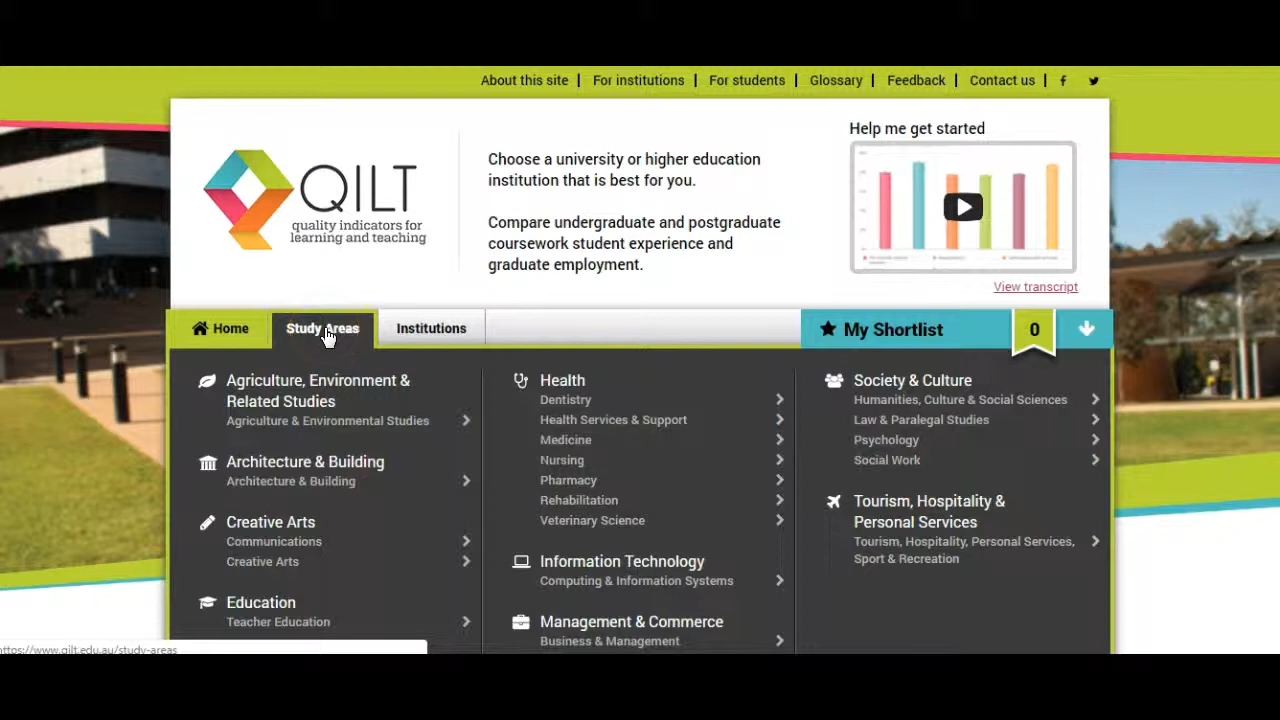 About this site
For institutions
For students
Glossary
Feedback
Contact us
QILT
quality indicators for
learning and teaching
Choose a university or higher education
institution that is best for you.
Compare undergraduate and postgraduate
coursework student experience and
graduate employment.
Help me get started
View transcript
Home
Study Areas
Institutions
My Shortlist
0
Agriculture, Environment &
Related Studies
Agriculture & Environmental Studies
Architecture & Building
Architecture & Building
Creative Arts
Communications
Creative Arts
Education
Teacher Education
Health
Dentistry
Health Services & Support
Medicine
Nursing
Pharmacy
Rehabilitation
Veterinary Science
Information Technology
Computing & Information Systems
Management & Commerce
Business & Management
Society & Culture
Humanities, Culture & Social Sciences
Law & Paralegal Studies
Psychology
Social Work
Tourism, Hospitality &
Personal Services
Tourism, Hospitality, Personal Services,
Sport & Recreation
https://www.qilt.edu.au/study-areas